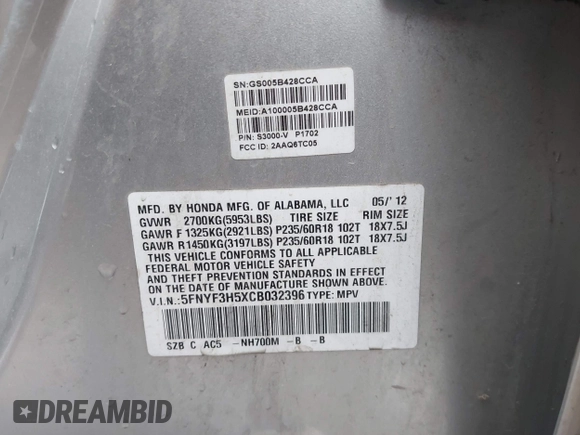 SN:GS005B428CCA
MEID:A100005B428CCA
P/N: S3000-V P1702
FCC ID: 2AAQ6TC05
MFD. BY HONDA MFG. OF ALABAMA, LLC 05/'12
GVWR 2700KG(5953LBS) TIRE SIZE RIM SIZE
GAWR F 1325KG(2921LBS) P235/60R18 102T 18X7.5J
GAWR R1450KG(3197LBS) P235/60R18 102T 18X7.5J
THIS VEHICLE CONFORMS TO ALL APPLICABLE
FEDERAL MOTOR VEHICLE SAFETY
AND THEFT PREVENTION STANDARDS IN EFFECT
ON THE DATE OF MANUFACTURE SHOWN ABOVE.
V.I.N.:5FNYF3H5XCB032396 TYPE: MPV
SZB C AC5 -NH700M -B -B
DREAMBID